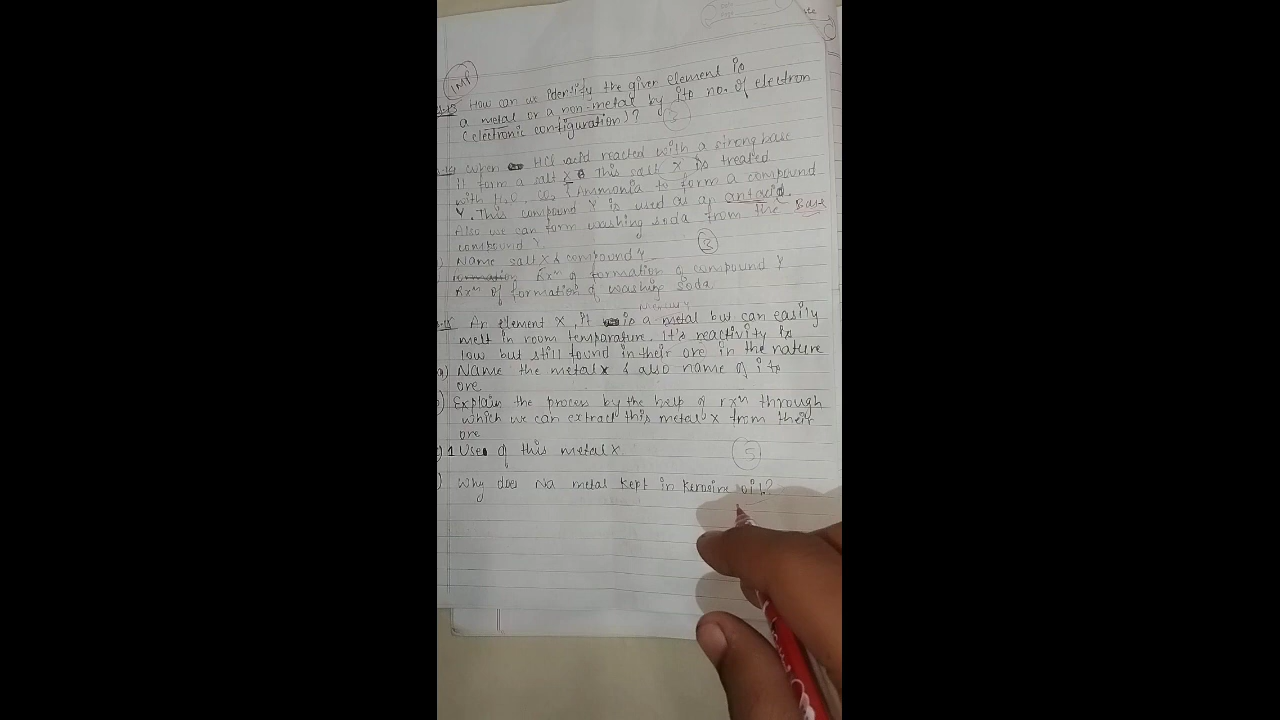 IMP
How can we identify the given element is
a metal or a non-metal by its no. of electron
(electronic configuration)?
2
When HCl acid reacted with a strong base
It form a salt X & This salt X is treated
with H2O, CO2 & Ammonia to form a compound
Y. This compound Y is used as an antacid.
Also we can form washing soda from the Base
compound Y
3
Name salt X & compound Y
Rxn of formation of compound Y
Rxn of formation of washing soda
An element X, it is a metal but can easily
melt in room temparature. It's reactivity is
low but still found in their ore in the nature
a) Name the metal x & also name of its
ore
b) Explain the process by the help of rxn through
which we can extract this metal x from their
ore
1 Use of this metal x
5
Why does Na metal kept in kerosine oil?